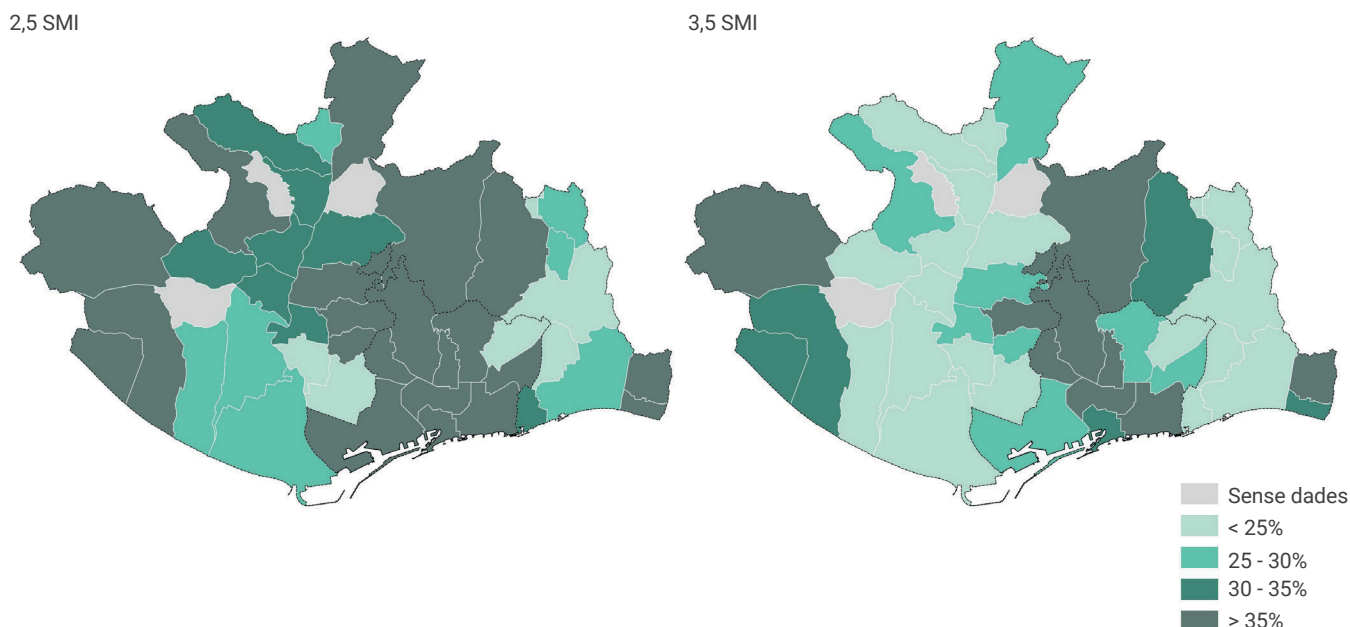 2,5 SMI
3,5 SMI
Sense dades
< 25%
25 - 30%
30 - 35%
> 35%